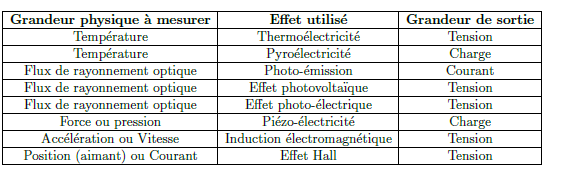 Grandeur physique à mesurer Effet utilisé Grandeur de sortie
Température Thermoélectricité Tension
Température Pyroélectricité Charge
Flux de rayonnement optique Photo-émission Courant
Flux de rayonnement optique Effet photovoltaïque Tension
Flux de rayonnement optique Effet photo-électrique Tension
Force ou pression Piézo-électricité Charge
Accélération ou Vitesse Induction électromagnétique Tension
Position (aimant) ou Courant Effet Hall Tension